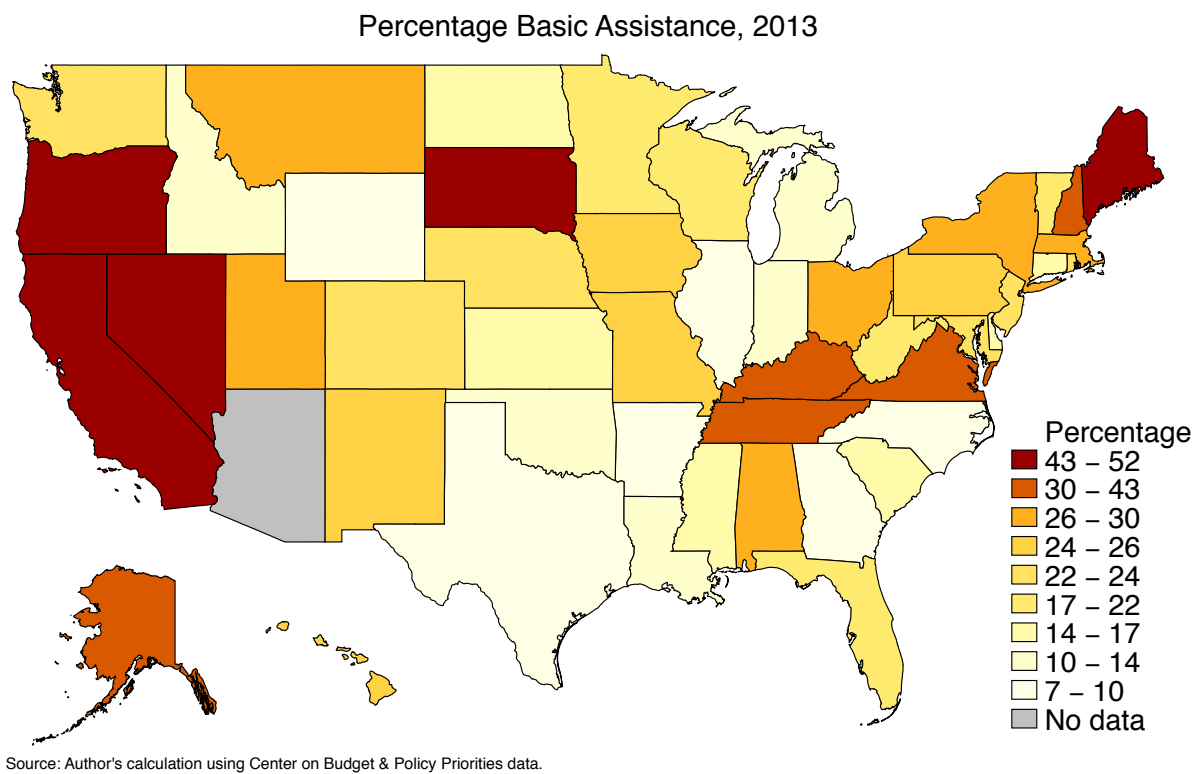 Percentage Basic Assistance, 2013
Percentage
43 – 52
30 – 43
26 – 30
24 – 26
22 – 24
17 – 22
14 – 17
10 – 14
7 – 10
No data
Source: Author's calculation using Center on Budget & Policy Priorities data.